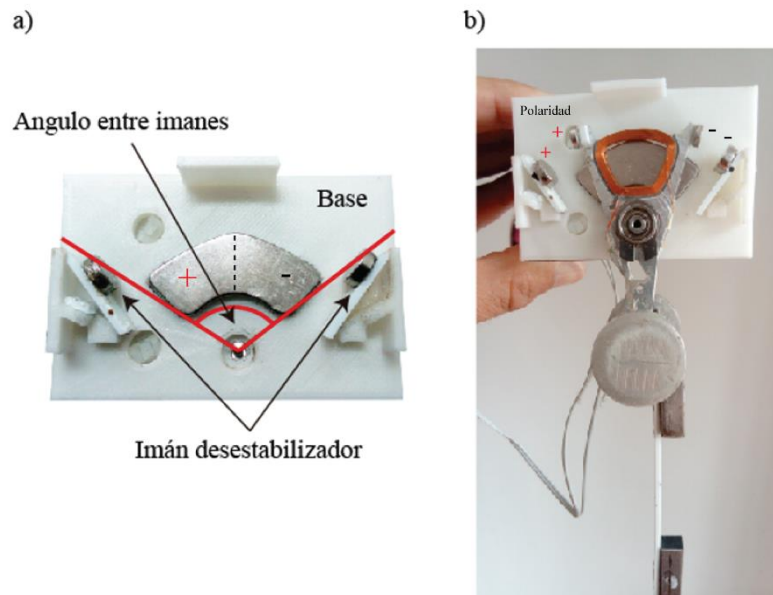 a)
Angulo entre imanes
Base
+
-
Imán desestabilizador
b)
Polaridad
+
+
-
-